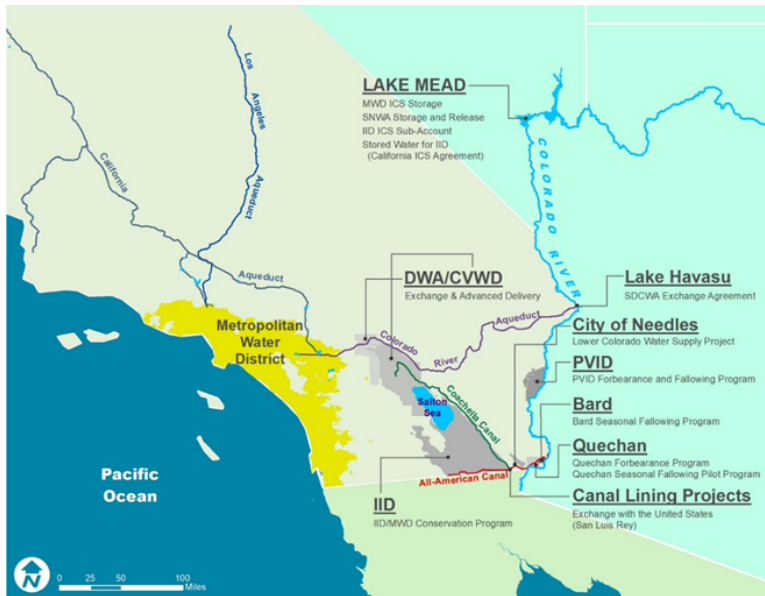 Los
Angeles
Aqueduct
California
Aqueduct
LAKE MEAD
MWD ICS Storage
SNWA Storage and Release
IID ICS Sub-Account
Stored Water for IID
(California ICS Agreement)
COLORADO RIVER
DWA/CVWD
Exchange & Advanced Delivery
Lake Havasu
SDCWA Exchange Agreement
Metropolitan
Water
District
Colorado
River
Aqueduct
City of Needles
Lower Colorado Water Supply Project
PVID
PVID Forbearance and Fallowing Program
Coachella Canal
Salton
Sea
Bard
Bard Seasonal Fallowing Program
Quechan
Quechan Forbearance Program
Quechan Seasonal Fallowing Pilot Program
Pacific
Ocean
All-American Canal
IID
IID/MWD Conservation Program
Canal Lining Projects
Exchange with the United States
(San Luis Rey)
N
0 25 50 100
Miles